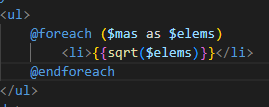 <ul>
@foreach ($mas as $elems)
<li>{{sqrt($elems)}}</li>
@endforeach
</ul>